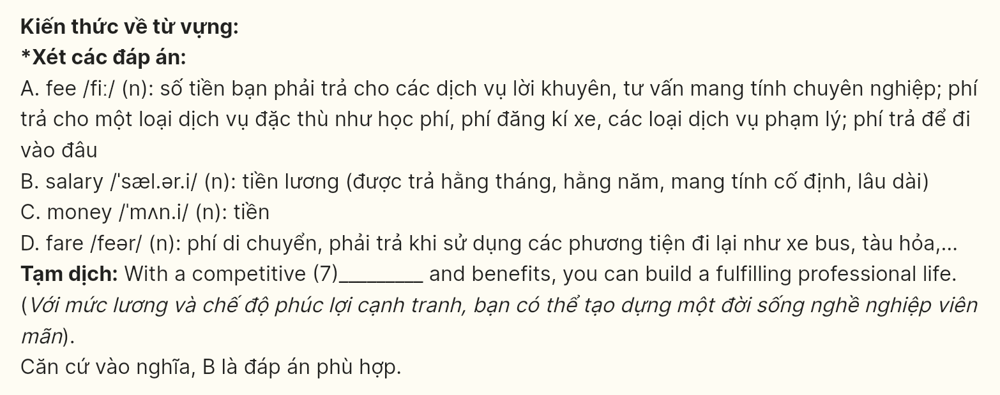 Kiến thức về từ vựng:
*Xét các đáp án:
A. fee /fiː/ (n): số tiền bạn phải trả cho các dịch vụ lời khuyên, tư vấn mang tính chuyên nghiệp; phí
trả cho một loại dịch vụ đặc thù như học phí, phí đăng kí xe, các loại dịch vụ phạm lý; phí trả để đi
vào đâu
B. salary /ˈsæl.ər.i/ (n): tiền lương (được trả hằng tháng, hằng năm, mang tính cố định, lâu dài)
C. money /ˈmʌn.i/ (n): tiền
D. fare /feər/ (n): phí di chuyển, phải trả khi sử dụng các phương tiện đi lại như xe bus, tàu hỏa,...
Tạm dịch: With a competitive (7)_________ and benefits, you can build a fulfilling professional life.
(Với mức lương và chế độ phúc lợi cạnh tranh, bạn có thể tạo dựng một đời sống nghề nghiệp viên
mãn).
Căn cứ vào nghĩa, B là đáp án phù hợp.